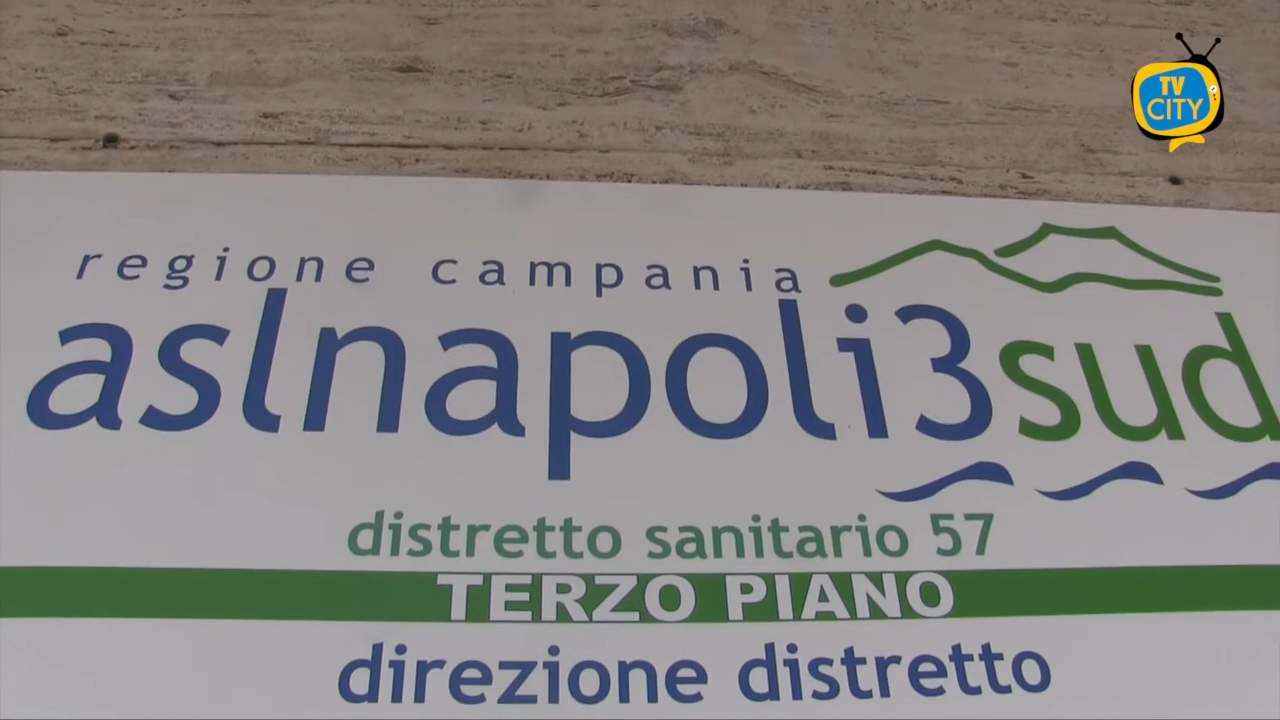 TV
CITY
regione campania
aslnapoli3sud
distretto sanitario 57
TERZO PIANO
direzione distretto